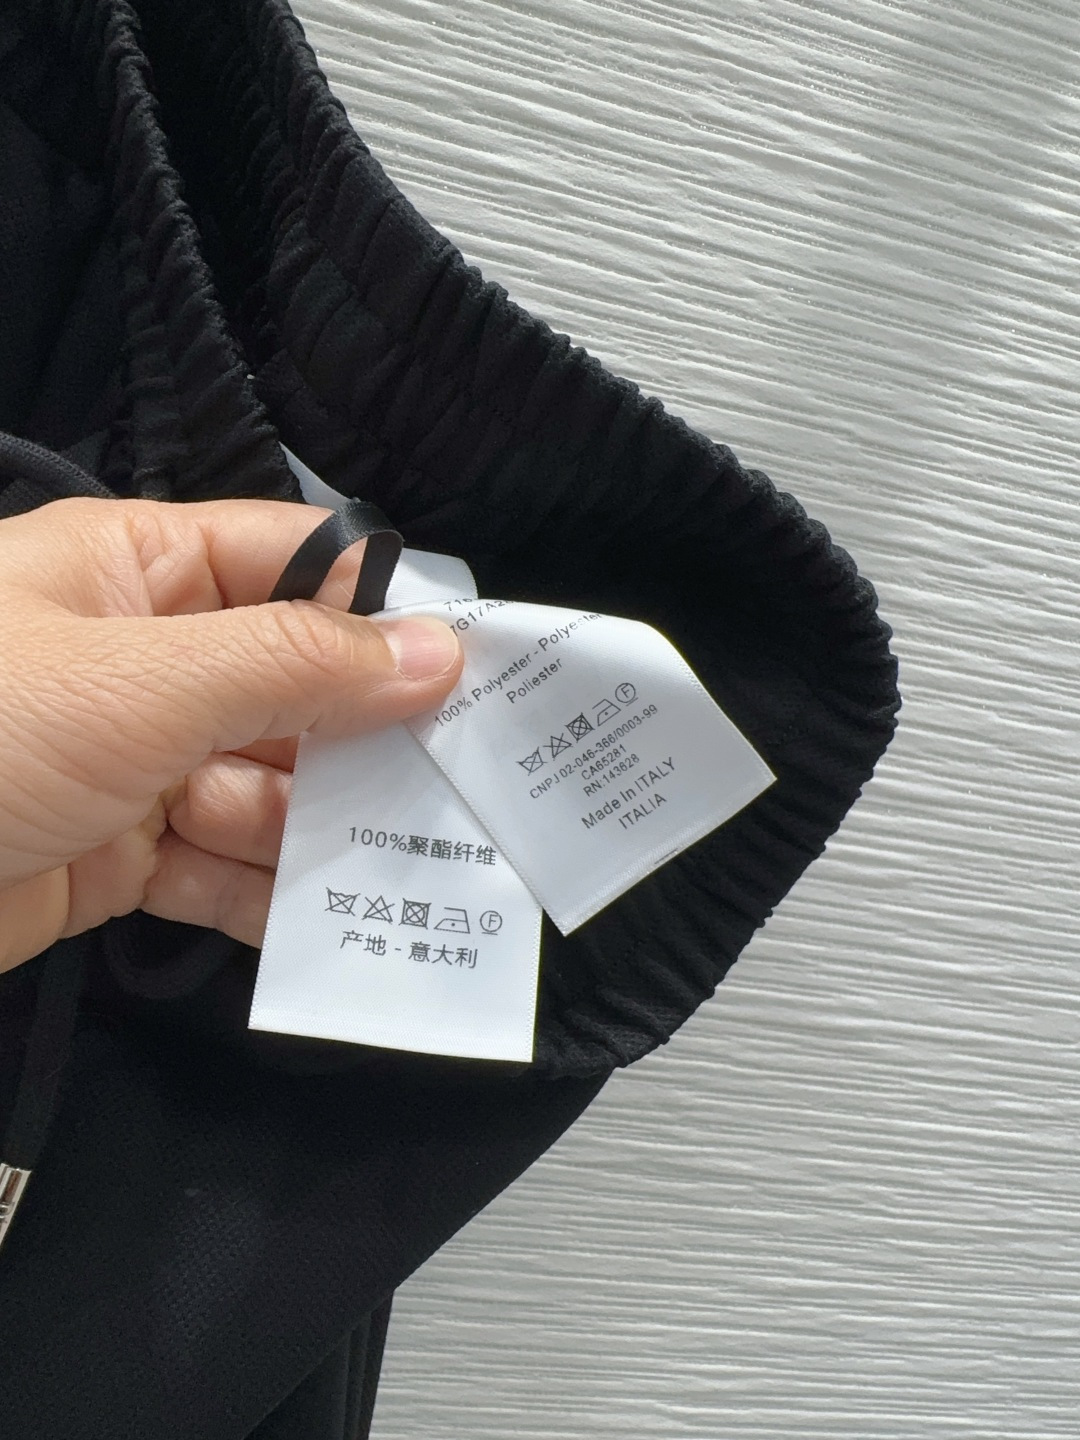 100% Polyester - Polyester
Poliester
CNPJ 02-046-366/0003-99
CA65281
RN:143628
Made In ITALY
ITALIA
100%聚酯纤维
F
产地 - 意大利